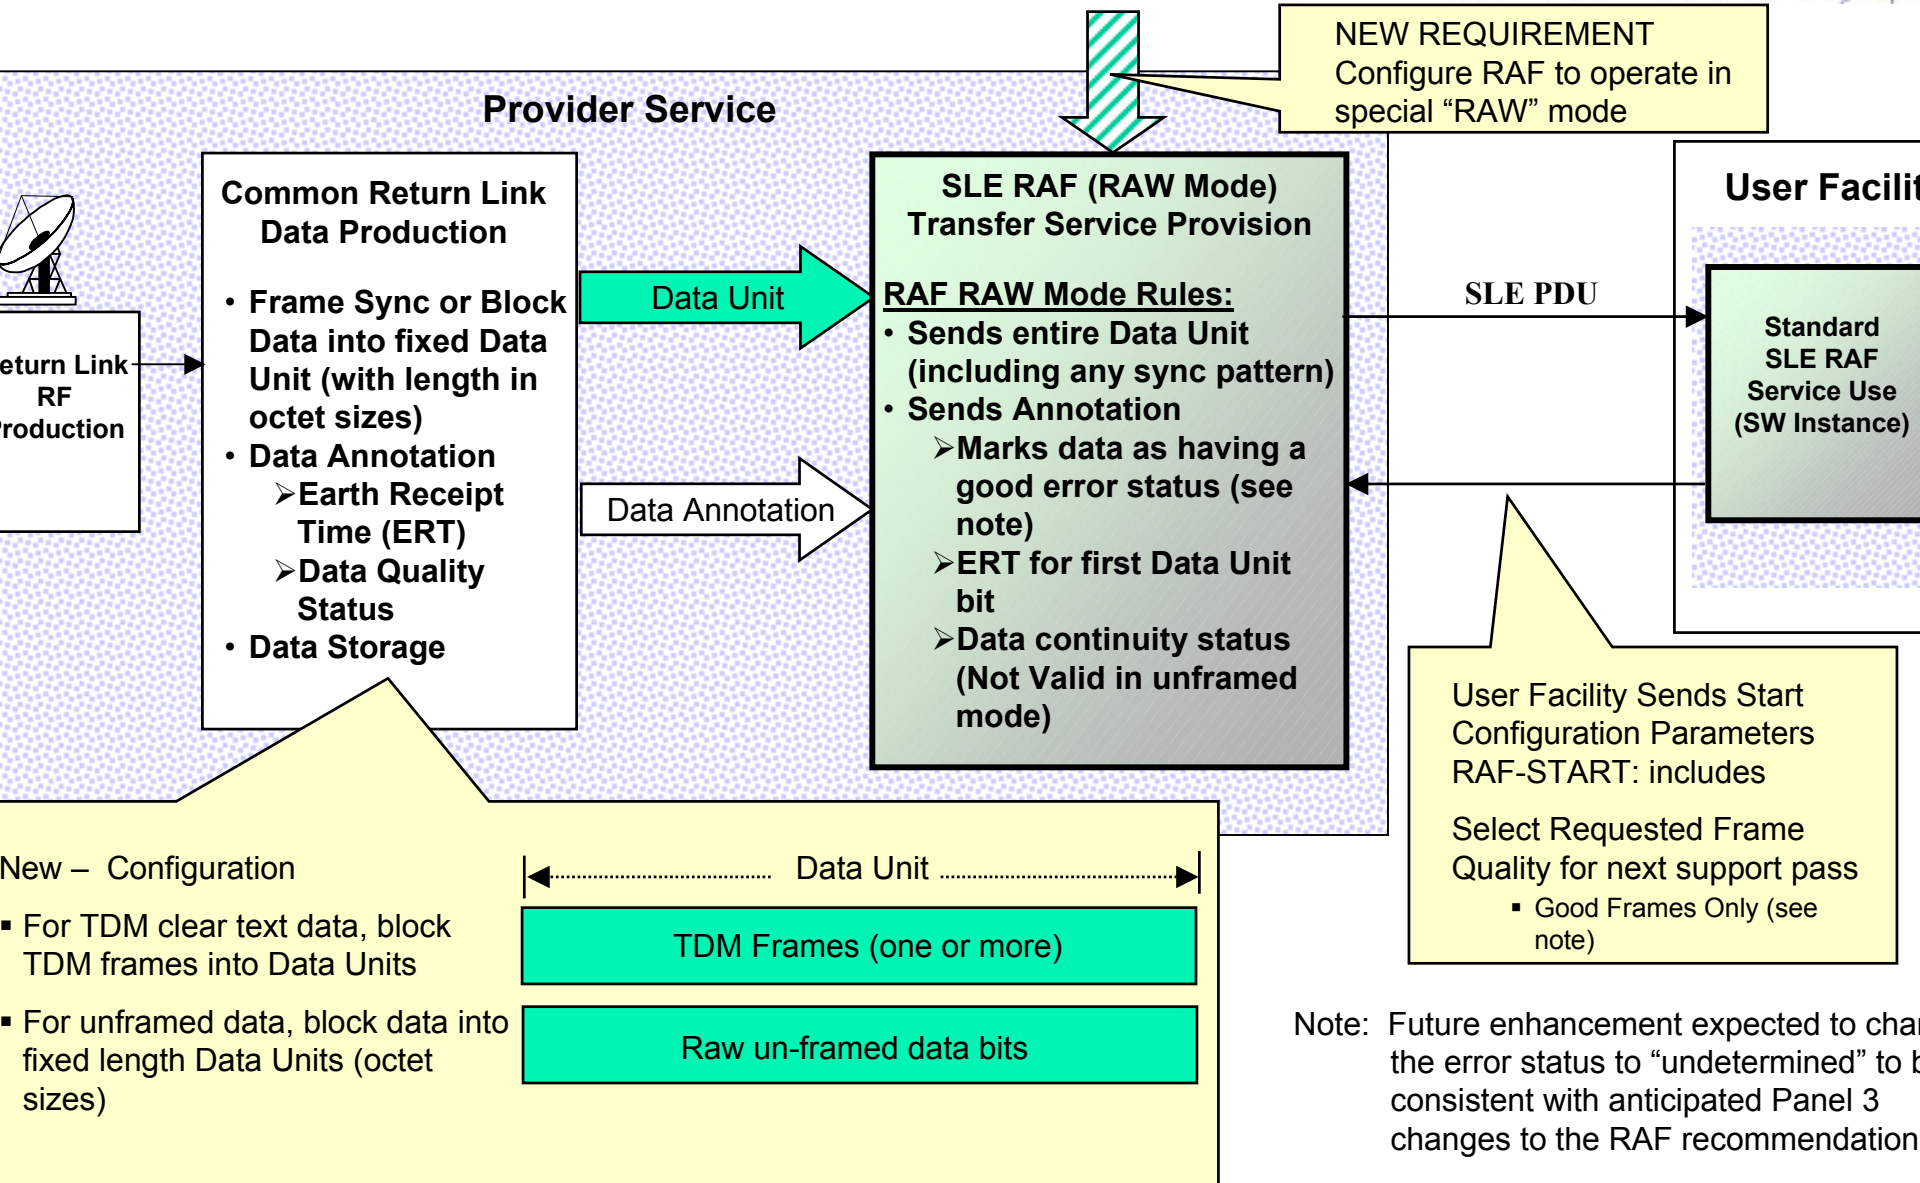 NEW REQUIREMENT
Configure RAF to operate in
special “RAW” mode
Provider Service
eturn Link
RF
roduction
Common Return Link
Data Production
• Frame Sync or Block
Data into fixed Data
Unit (with length in
octet sizes)
• Data Annotation
➢Earth Receipt
Time (ERT)
➢Data Quality
Status
• Data Storage
Data Unit
Data Annotation
SLE RAF (RAW Mode)
Transfer Service Provision
RAF RAW Mode Rules:
• Sends entire Data Unit
(including any sync pattern)
• Sends Annotation
➢Marks data as having a
good error status (see
note)
➢ERT for first Data Unit
bit
➢Data continuity status
(Not Valid in unframed
mode)
SLE PDU
User Facilit
Standard
SLE RAF
Service Use
(SW Instance)
User Facility Sends Start
Configuration Parameters
RAF-START: includes
Select Requested Frame
Quality for next support pass
▪ Good Frames Only (see
note)
New – Configuration
▪ For TDM clear text data, block
TDM frames into Data Units
▪ For unframed data, block data into
fixed length Data Units (octet
sizes)
Data Unit
TDM Frames (one or more)
Raw un-framed data bits
Note: Future enhancement expected to cha
the error status to “undetermined” to b
consistent with anticipated Panel 3
changes to the RAF recommendation